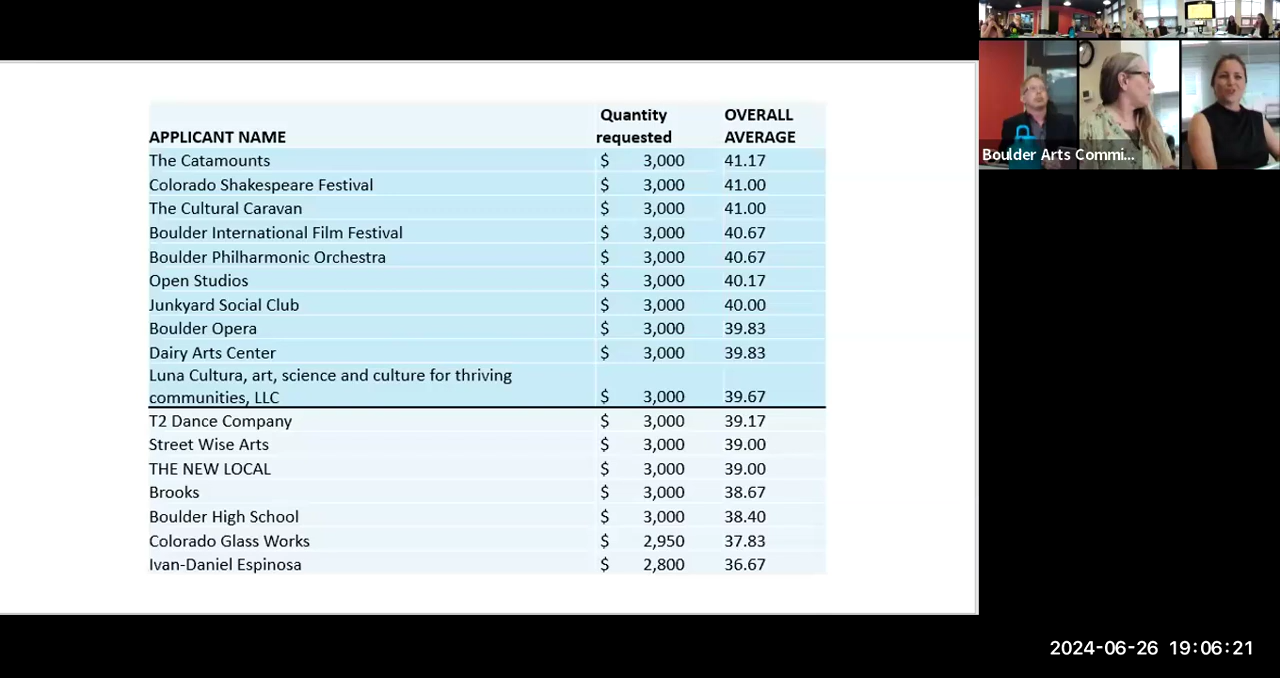 Quantity OVERALL
APPLICANT NAME requested AVERAGE
The Catamounts $ 3,000 41.17
Colorado Shakespeare Festival $ 3,000 41.00
The Cultural Caravan $ 3,000 41.00
Boulder International Film Festival $ 3,000 40.67
Boulder Philharmonic Orchestra $ 3,000 40.67
Open Studios $ 3,000 40.17
Junkyard Social Club $ 3,000 40.00
Boulder Opera $ 3,000 39.83
Dairy Arts Center $ 3,000 39.83
Luna Cultura, art, science and culture for thriving
communities, LLC $ 3,000 39.67
T2 Dance Company $ 3,000 39.17
Street Wise Arts $ 3,000 39.00
THE NEW LOCAL $ 3,000 39.00
Brooks $ 3,000 38.67
Boulder High School $ 3,000 38.40
Colorado Glass Works $ 2,950 37.83
Ivan-Daniel Espinosa $ 2,800 36.67
Boulder Arts Commi...
2024-06-26 19:06:21